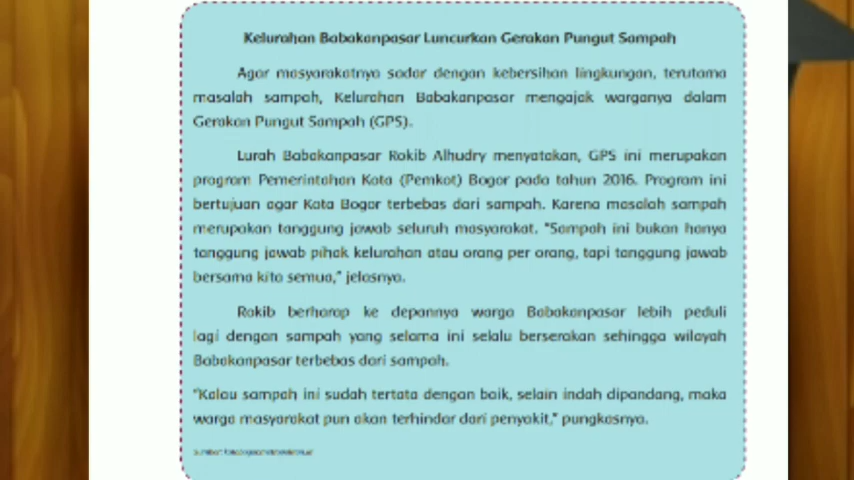 Kelurahan Babakanpasar Luncurkan Gerakan Pungut Sampah
Agar masyarakatnya sadar dengan kebersihan lingkungan, terutama
masalah sampah, Kelurahan Babakanpasar mengajak warganya dalam
Gerakan Pungut Sampah (GPS).
Lurah Babakanpasar Rokib Alhudry menyatakan, GPS ini merupakan
program Pemerintahan Kota (Pemkot) Bogor pada tahun 2016. Program ini
bertujuan agar Kota Bogor terbebas dari sampah. Karena masalah sampah
merupakan tanggung jawab seluruh masyarakat. "Sampah ini bukan hanya
tanggung jawab pihak kelurahan atau orang per orang, tapi tanggung jawab
bersama kita semua," jelasnya.
Rokib berharap ke depannya warga Babakanpasar lebih peduli
lagi dengan sampah yang selama ini selalu berserakan sehingga wilayah
Babakanpasar terbebas dari sampah.
"Kalau sampah ini sudah tertata dengan baik, selain indah dipandang, maka
warga masyarakat pun akan terhindar dari penyakit," pungkasnya.